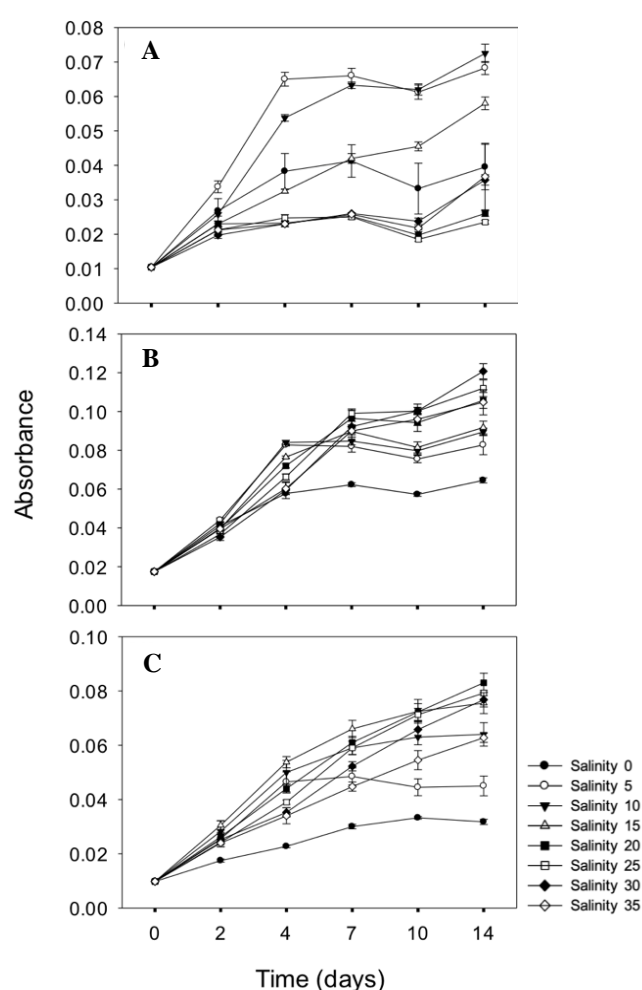 A
0.08
0.07
0.06
0.05
0.04
0.03
0.02
0.01
0.00
B
0.14
0.12
0.10
0.08
0.06
0.04
0.02
0.00
C
0.10
0.08
0.06
0.04
0.02
0.00
Absorbance
0 2 4 7 10 14
Time (days)
Salinity 0
Salinity 5
Salinity 10
Salinity 15
Salinity 20
Salinity 25
Salinity 30
Salinity 35